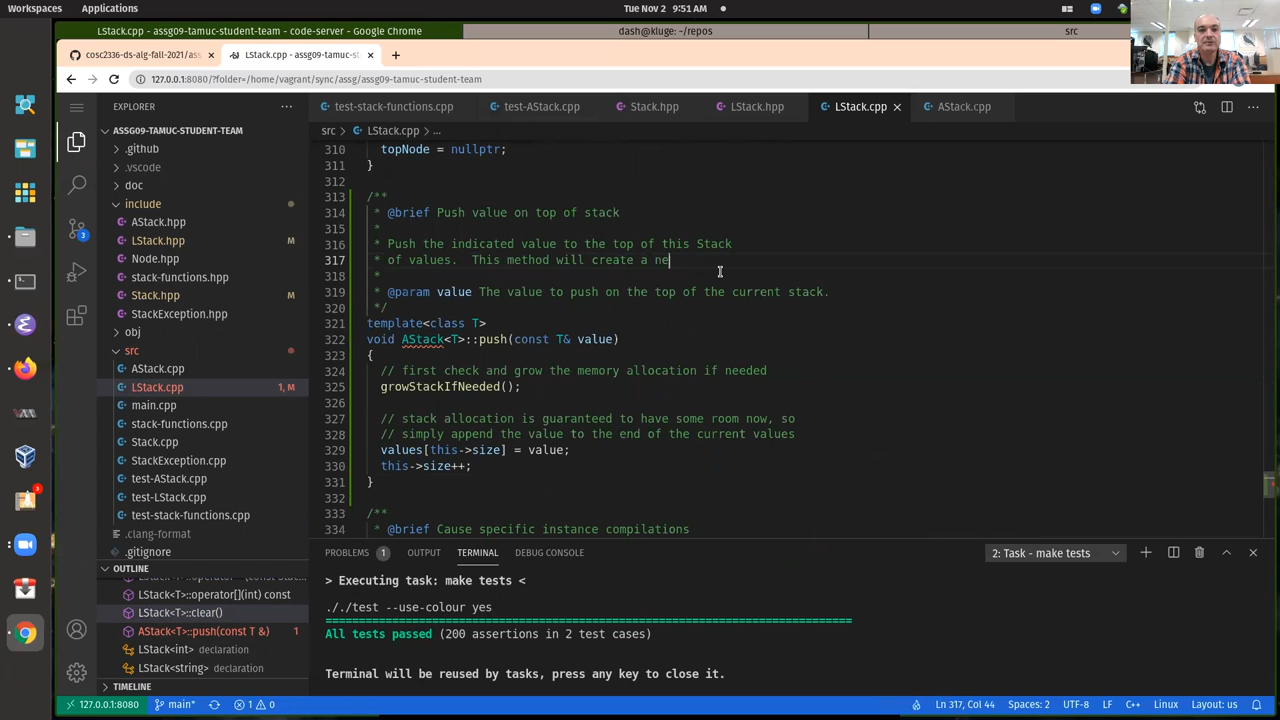 Workspaces
Applications
Tue Nov 2 9:51 AM
LStack.cpp - assg09-tamuc-student-team - code-server - Google Chrome
dash@kluge: ~/repos
src
cosc2336-ds-alg-fall-2021/ass
LStack.cpp - assg09-tamuc-st
127.0.0.1:8080/?folder=/home/vagrant/sync/assg/assg09-tamuc-student-team
EXPLORER
test-stack-functions.cpp
test-AStack.cpp
Stack.hpp
LStack.hpp
LStack.cpp
AStack.cpp
ASSG09-TAMUC-STUDENT-TEAM
.github
.vscode
doc
include
AStack.hpp
LStack.hpp M
Node.hpp
stack-functions.hpp
Stack.hpp M
StackException.hpp
obj
src
AStack.cpp
LStack.cpp 1, M
main.cpp
stack-functions.cpp
Stack.cpp
StackException.cpp
test-AStack.cpp
test-LStack.cpp
test-stack-functions.cpp
.clang-format
.gitignore
OUTLINE
LStack<T>::operator[](int) const
LStack<T>::clear()
AStack<T>::push(const T &) 1
LStack<int> declaration
LStack<string> declaration
TIMELINE
3
3
src > LStack.cpp > ...
310 topNode = nullptr;
311 }
312
313 /**
314 * @brief Push value on top of stack
315 *
316 * Push the indicated value to the top of this Stack
317 * of values.  This method will create a ne
318 *
319 * @param value The value to push on the top of the current stack.
320 */
321 template<class T>
322 void AStack<T>::push(const T& value)
323 {
324 // first check and grow the memory allocation if needed
325 growStackIfNeeded();
326
327 // stack allocation is guaranteed to have some room now, so
328 // simply append the value to the end of the current values
329 values[this->size] = value;
330 this->size++;
331 }
332
333 /**
334 * @brief Cause specific instance compilations
PROBLEMS 1 OUTPUT TERMINAL DEBUG CONSOLE 2: Task - make tests
> Executing task: make tests <
././test --use-colour yes
===============================================================================
All tests passed (200 assertions in 2 test cases)
Terminal will be reused by tasks, press any key to close it.
127.0.0.1:8080 main* 1 0 Ln 317, Col 44 Spaces: 2 UTF-8 LF C++ Linux Layout: us